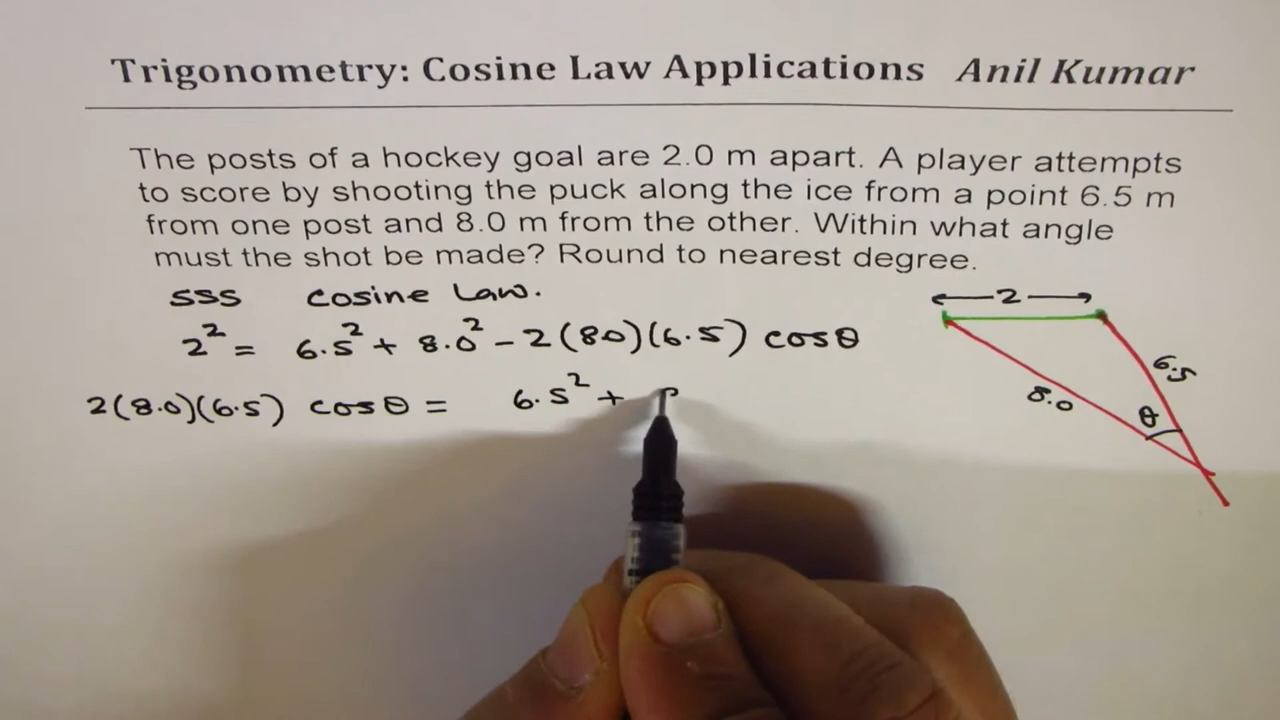 Trigonometry: Cosine Law Applications Anil Kumar
The posts of a hockey goal are 2.0 m apart. A player attempts
to score by shooting the puck along the ice from a point 6.5 m
from one post and 8.0 m from the other. Within what angle
must the shot be made? Round to nearest degree.
SSS Cosine Law.
2² = 6.5² + 8.0² - 2(80)(6.5) cosθ
2(8.0)(6.5) cosθ = 6.5² +
2
6.5
8.0
θ